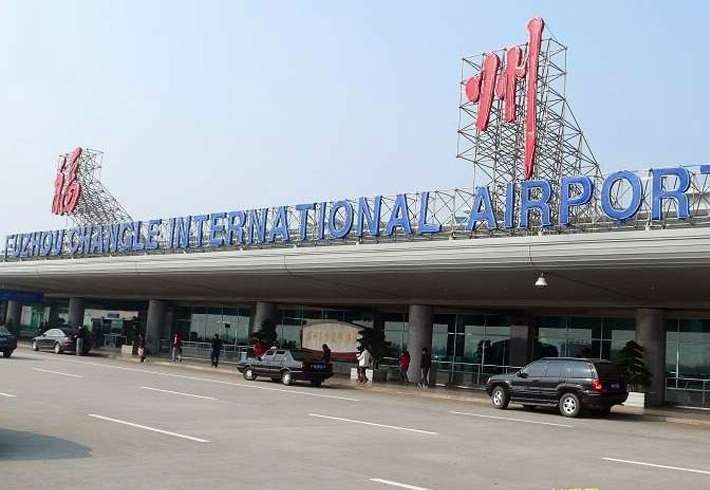 福 州
FUZHOU CHANGLE INTERNATIONAL AIRPORT